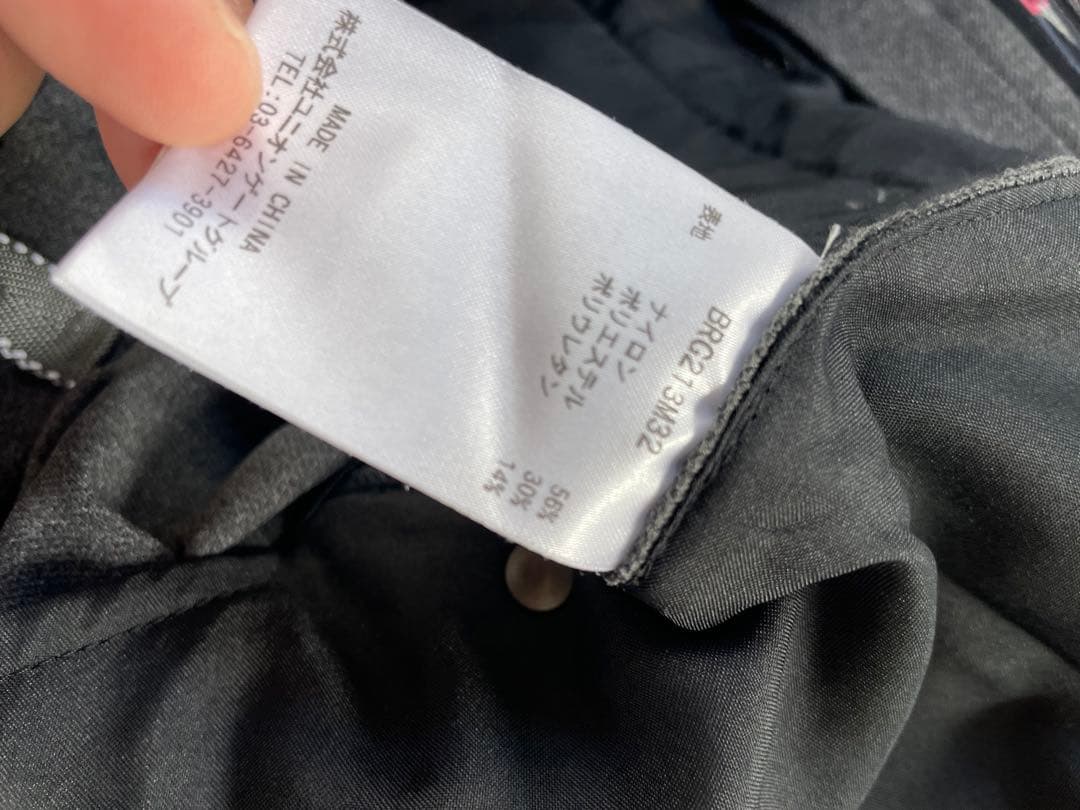 BRG213M32
表地
ナイロン 56%
ポリエステル 30%
ポリウレタン 14%
MADE IN CHINA
株式会社ユニオンゲートグループ
TEL:03-6427-3901